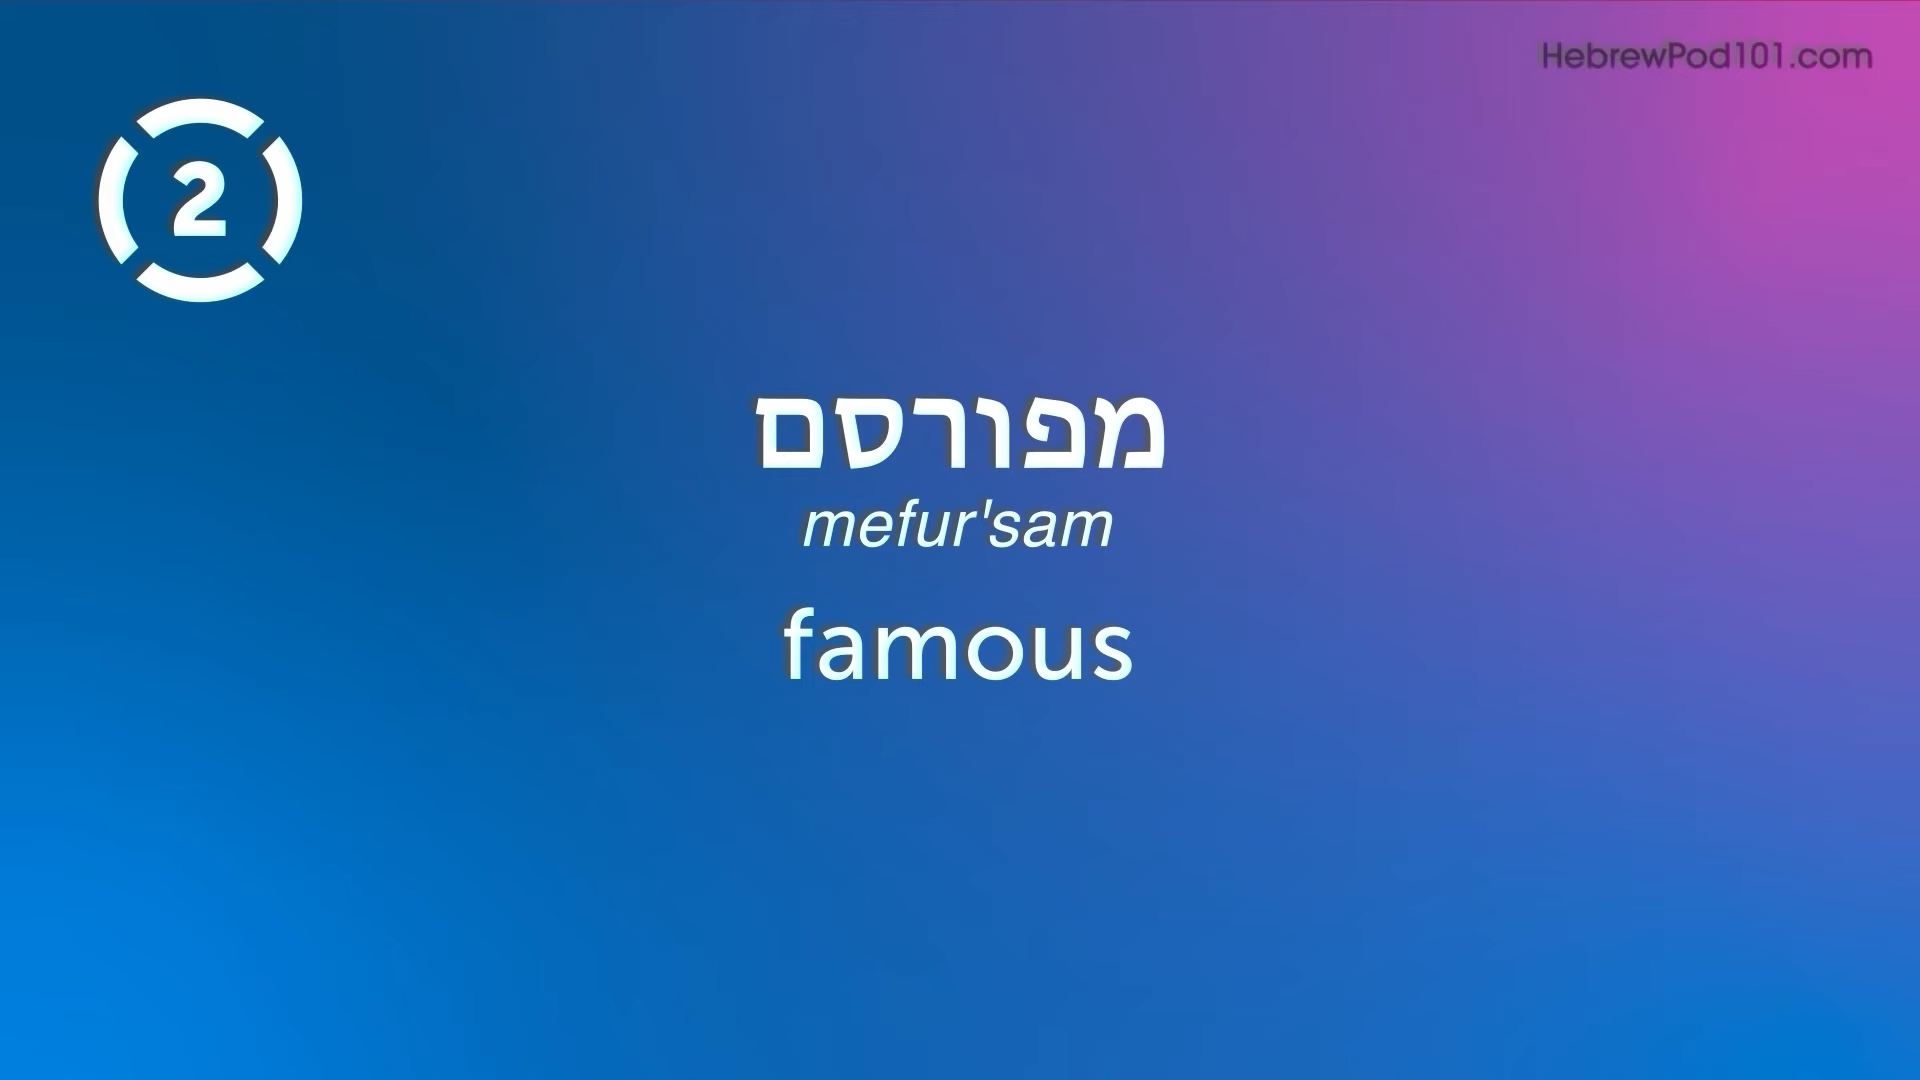 HebrewPod101.com
2
מפורסם
mefur'sam
famous